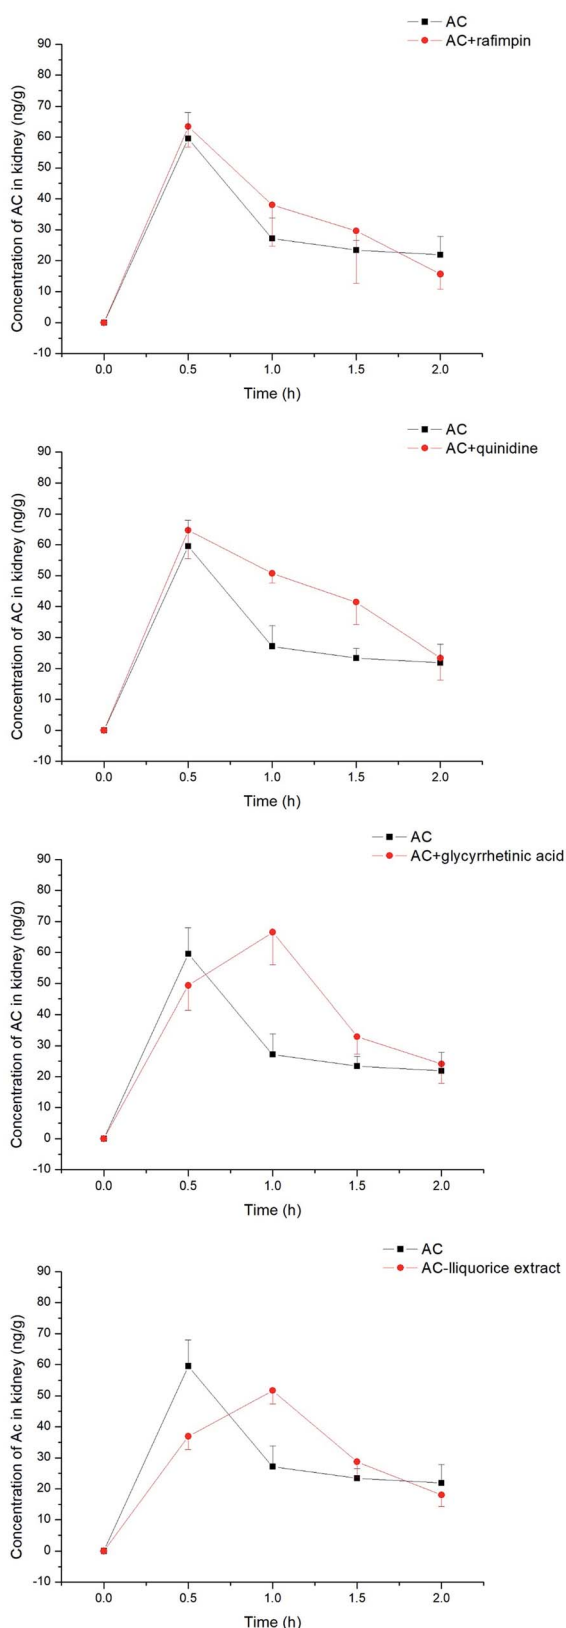 AC
AC+rafimpin
Concentration of AC in kidney (ng/g)
90
80
70
60
50
40
30
20
10
0
-10
0.0 0.5 1.0 1.5 2.0
Time (h)
AC
AC+quinidine
Concentration of AC in kidney (ng/g)
90
80
70
60
50
40
30
20
10
0
-10
0.0 0.5 1.0 1.5 2.0
Time (h)
AC
AC+glycyrrhetinic acid
Concentration of AC in kidney (ng/g)
90
80
70
60
50
40
30
20
10
0
-10
0.0 0.5 1.0 1.5 2.0
Time (h)
AC
AC-lliquorice extract
Concentration of Ac in kidney (ng/g)
90
80
70
60
50
40
30
20
10
0
-10
0.0 0.5 1.0 1.5 2.0
Time (h)